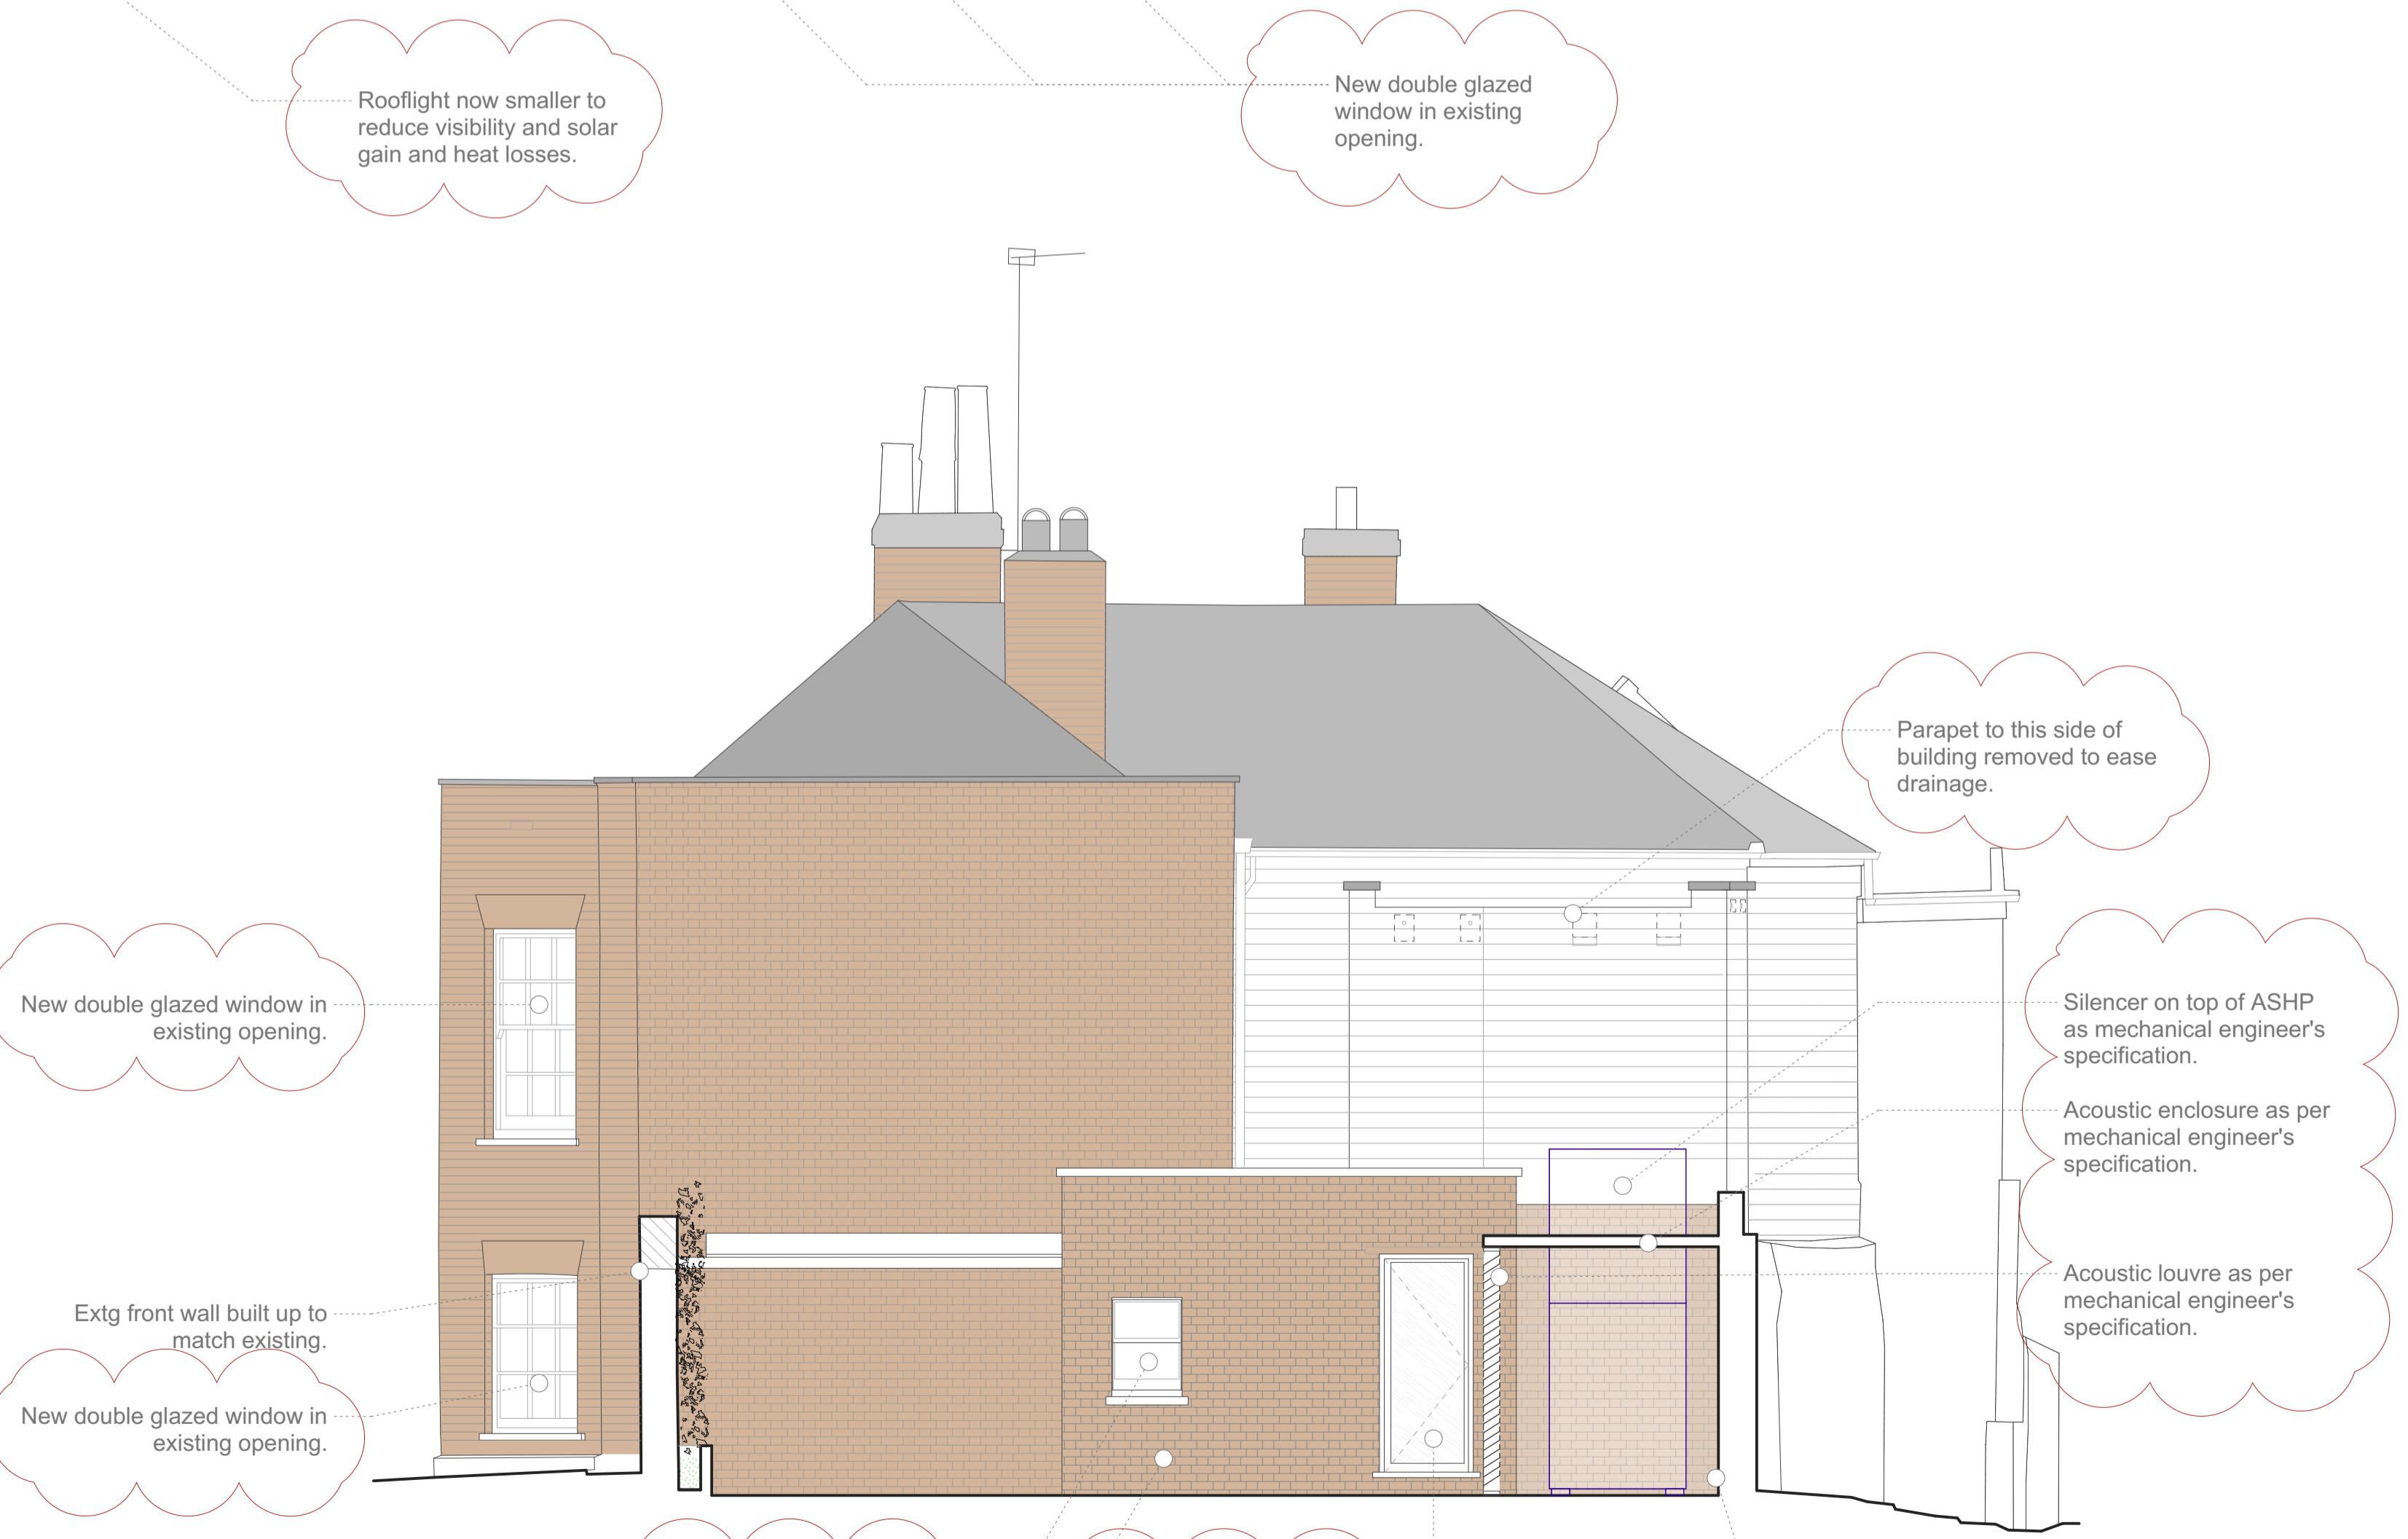 Rooflight now smaller to
reduce visibility and solar
gain and heat losses.
New double glazed
window in existing
opening.
Parapet to this side of
building removed to ease
drainage.
New double glazed window in
existing opening.
Silencer on top of ASHP
as mechanical engineer's
specification.
Acoustic enclosure as per
mechanical engineer's
specification.
Acoustic louvre as per
mechanical engineer's
specification.
Extg front wall built up to
match existing.
New double glazed window in
existing opening.